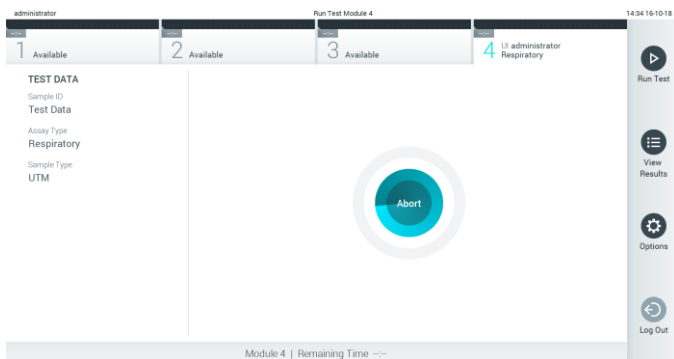 administrator
Run Test Module 4
14:34 16-10-18
--:--
1 Available
--:--
2 Available
--:--
3 Available
--:--
4 UI administrator
Respiratory
TEST DATA
Sample ID
Test Data
Assay Type
Respiratory
Sample Type
UTM
Abort
Run Test
View
Results
Options
Log Out
Module 4 | Remaining Time --:--